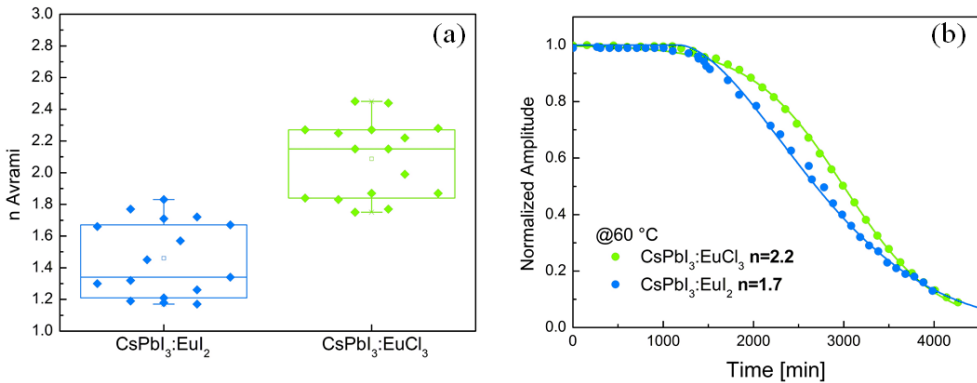 (a)
n Avrami
3.0
2.8
2.6
2.4
2.2
2.0
1.8
1.6
1.4
1.2
1.0
CsPbI₃:EuI₂
CsPbI₃:EuCl₃
(b)
Normalized Amplitude
1.0
0.8
0.6
0.4
0.2
0.0
@60 °C
CsPbI₃:EuCl₃ n=2.2
CsPbI₃:EuI₂ n=1.7
0
1000
2000
3000
4000
Time [min]